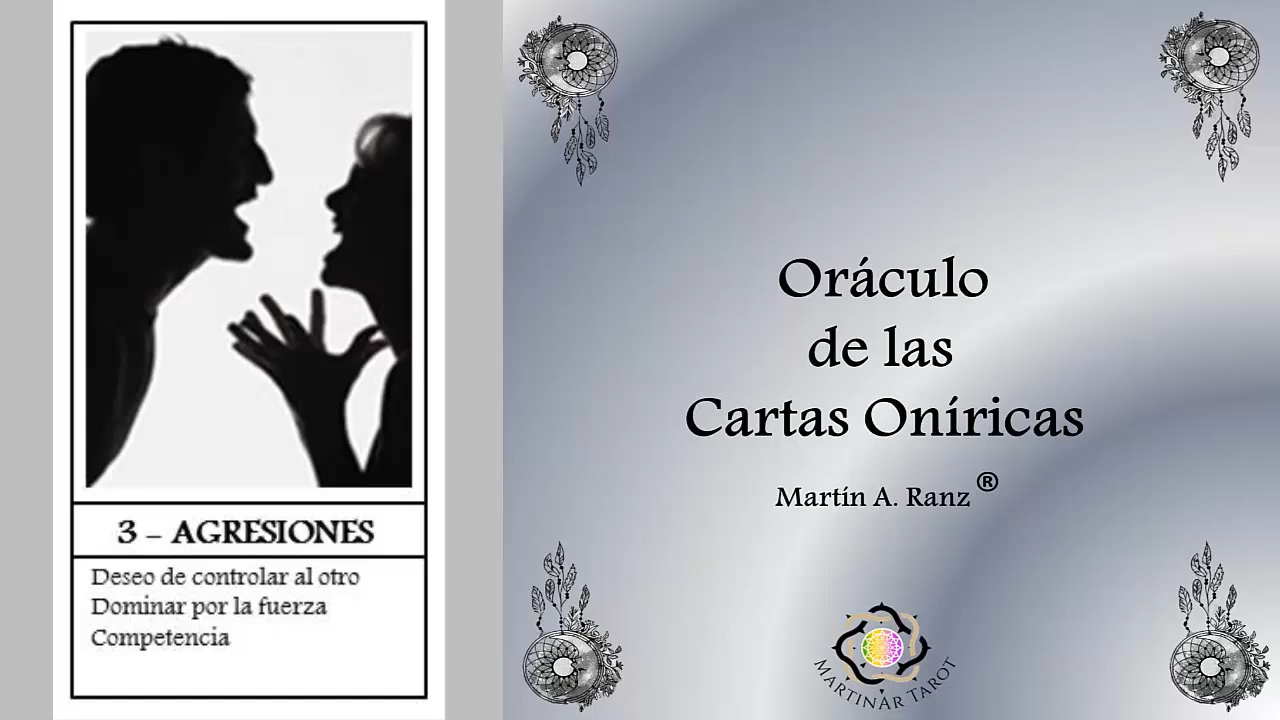 3 – AGRESIONES
Deseo de controlar al otro
Dominar por la fuerza
Competencia
Oráculo
de las
Cartas Oníricas
Martín A. Ranz ®
MARTINAR TAROT